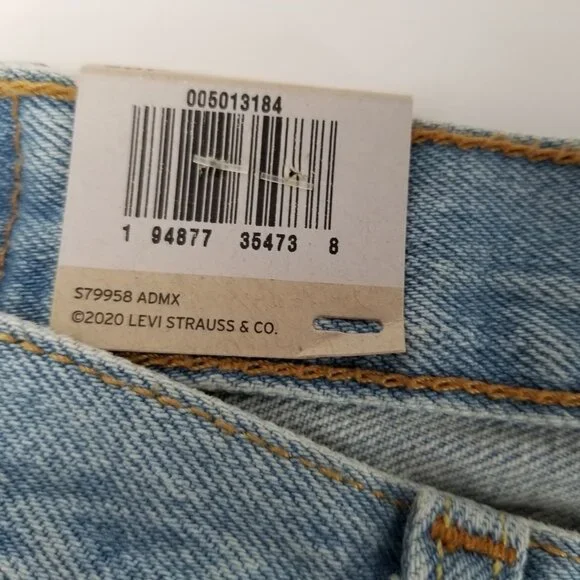 005013184
1 94877 35473 8
S79958 ADMX
©2020 LEVI STRAUSS & CO.